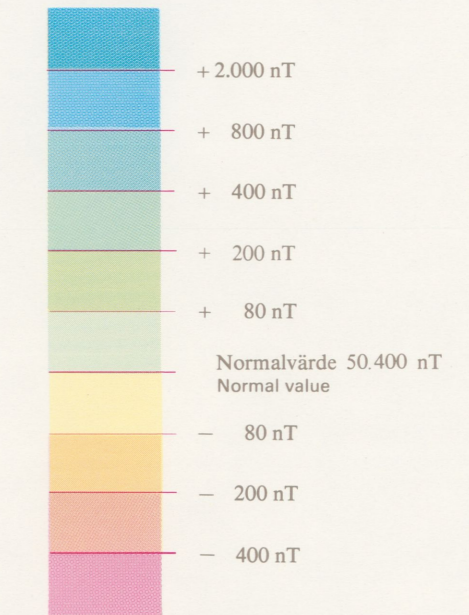 + 2.000 nT
+ 800 nT
+ 400 nT
+ 200 nT
+ 80 nT
Normalvärde 50.400 nT
Normal value
− 80 nT
− 200 nT
− 400 nT